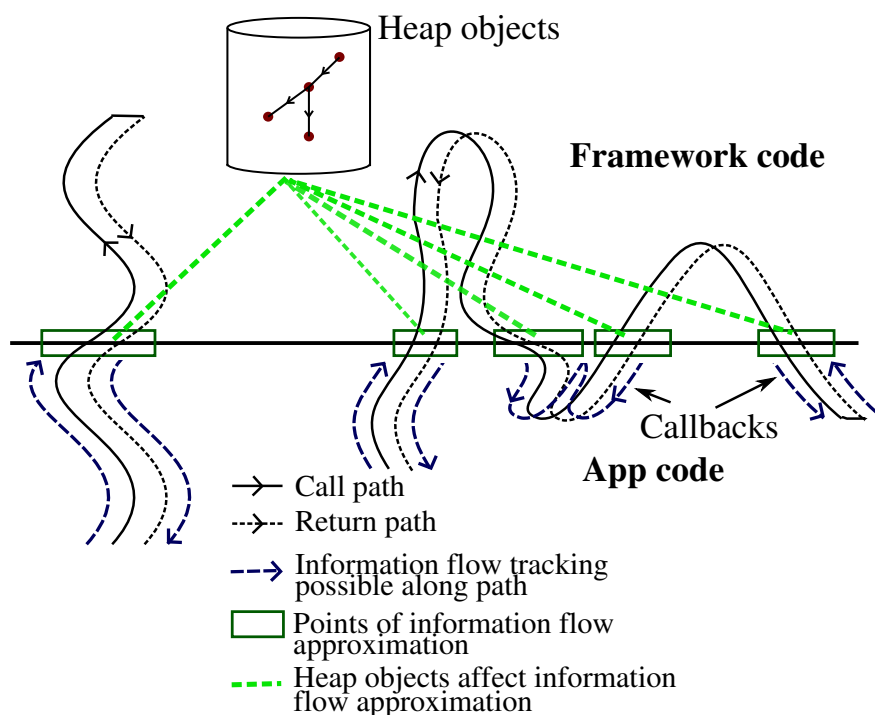 Heap objects
Framework code
Callbacks
App code
Call path
Return path
Information flow tracking
possible along path
Points of information flow
approximation
Heap objects affect information
flow approximation